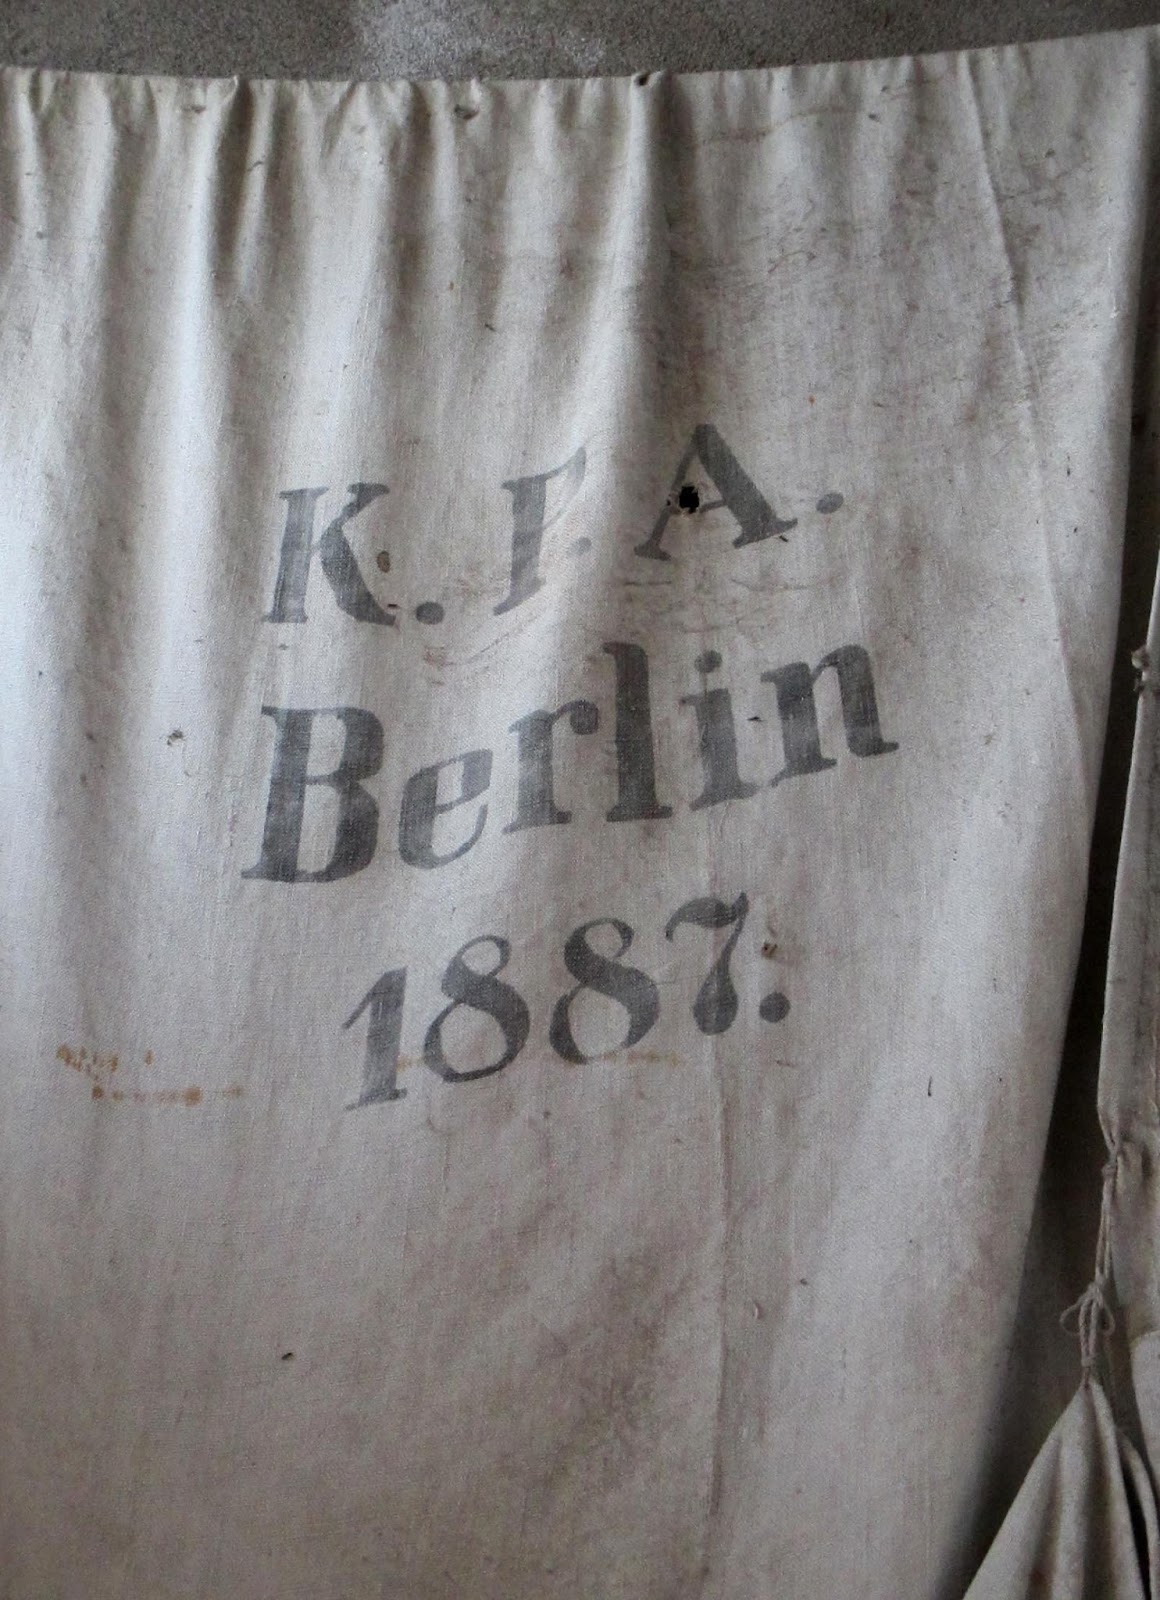 K. P. A.
Berlin
1887.